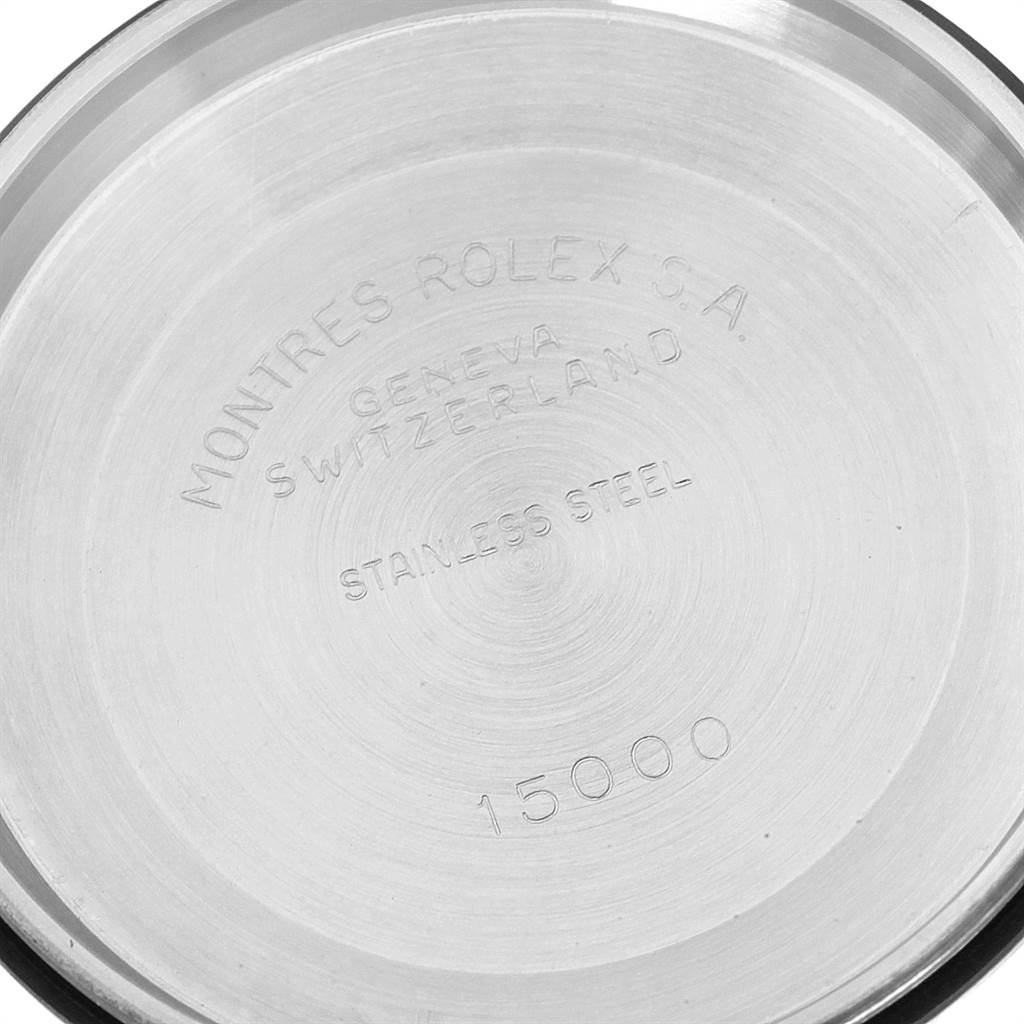 MONTRES ROLEX S.A.
GENEVA
SWITZERLAND
STAINLESS STEEL
15000